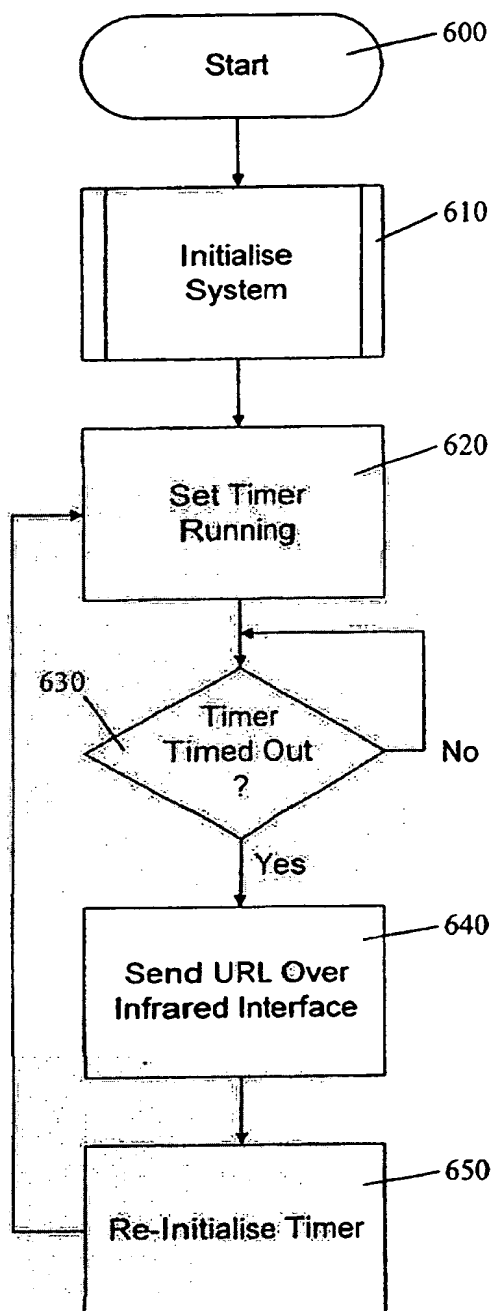 Start
600
Initialise
System
610
Set Timer
Running
620
630
Timer
Timed Out
?
No
Yes
Send URL Over
Infrared Interface
640
Re-Initialise Timer
650